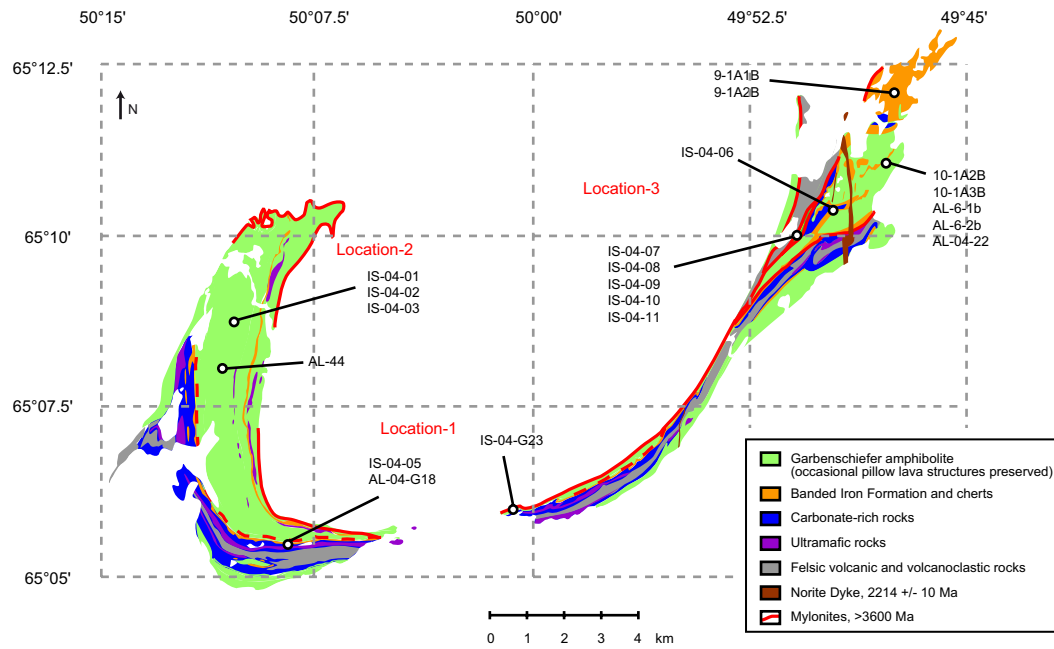 50°15'
50°07.5'
50°00'
49°52.5'
49°45'
65°12.5'
65°10'
65°07.5'
65°05'
N
9-1A1B
9-1A2B
IS-04-06
Location-3
10-1A2B
10-1A3B
AL-6-1b
AL-6-2b
AL-04-22
Location-2
IS-04-01
IS-04-02
IS-04-03
IS-04-07
IS-04-08
IS-04-09
IS-04-10
IS-04-11
AL-44
Location-1
IS-04-05
AL-04-G18
IS-04-G23
Garbenschiefer amphibolite
(occasional pillow lava structures preserved)
Banded Iron Formation and cherts
Carbonate-rich rocks
Ultramafic rocks
Felsic volcanic and volcanoclastic rocks
Norite Dyke, 2214 +/- 10 Ma
Mylonites, >3600 Ma
0 1 2 3 4 km